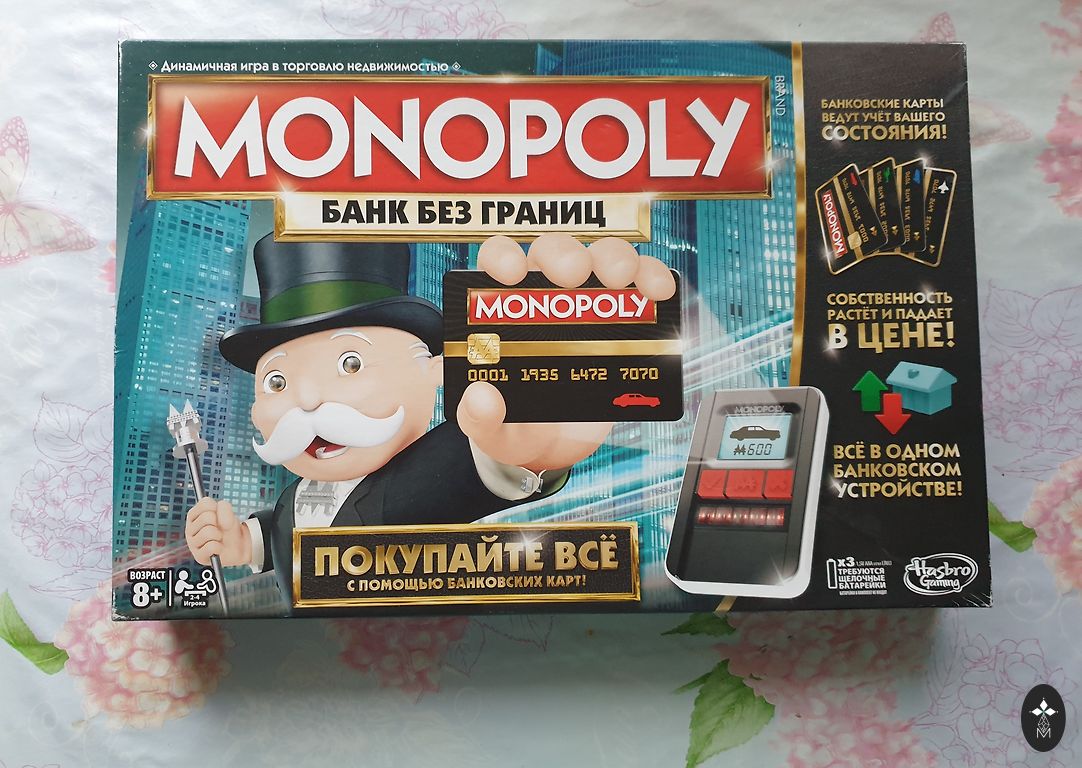 Динамичная игра в торговлю недвижимостью
MONOPOLY
BRAND
БАНК БЕЗ ГРАНИЦ
MONOPOLY
0001 1935 6472 7070
ПОКУПАЙТЕ ВСЁ
С ПОМОЩЬЮ БАНКОВСКИХ КАРТ!
ВОЗРАСТ
8+
2-4
Игрока
MONOPOLY
600
БАНКОВСКИЕ КАРТЫ
ВЕДУТ УЧЁТ ВАШЕГО
СОСТОЯНИЯ!
MONOPOLY
СОБСТВЕННОСТЬ
РАСТЁТ И ПАДАЕТ
В ЦЕНЕ!
ВСЁ В ОДНОМ
БАНКОВСКОМ
УСТРОЙСТВЕ!
x3
ТРЕБУЮТСЯ
ЩЕЛОЧНЫЕ
БАТАРЕЙКИ
Hasbro
Gaming
M